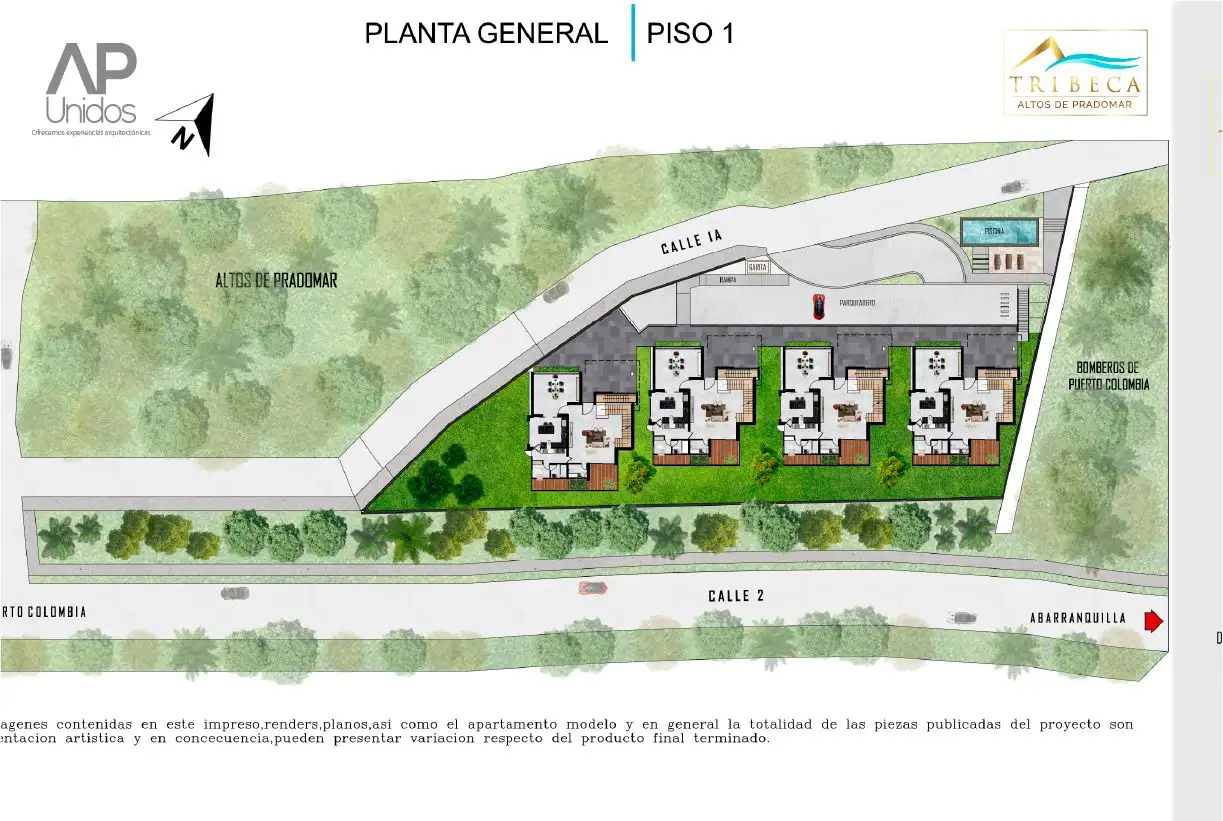 PLANTA GENERAL | PISO 1
AP
Unidos
Ofrecemos experiencias arquitectónicas
N
TRIBECA
ALTOS DE PRADOMAR
CALLE 1A
PISCINA
GARITA
RAMPA
PARQUEADERO
ALTOS DE PRADOMAR
BOMBEROS DE
PUERTO COLOMBIA
RTO COLOMBIA
CALLE 2
ABARRANQUILLA
agenes contenidas en este impreso,renders,planos,asi como el apartamento modelo y en general la totalidad de las piezas publicadas del proyecto son
entacion artistica y en concecuencia,pueden presentar variacion respecto del producto final terminado.